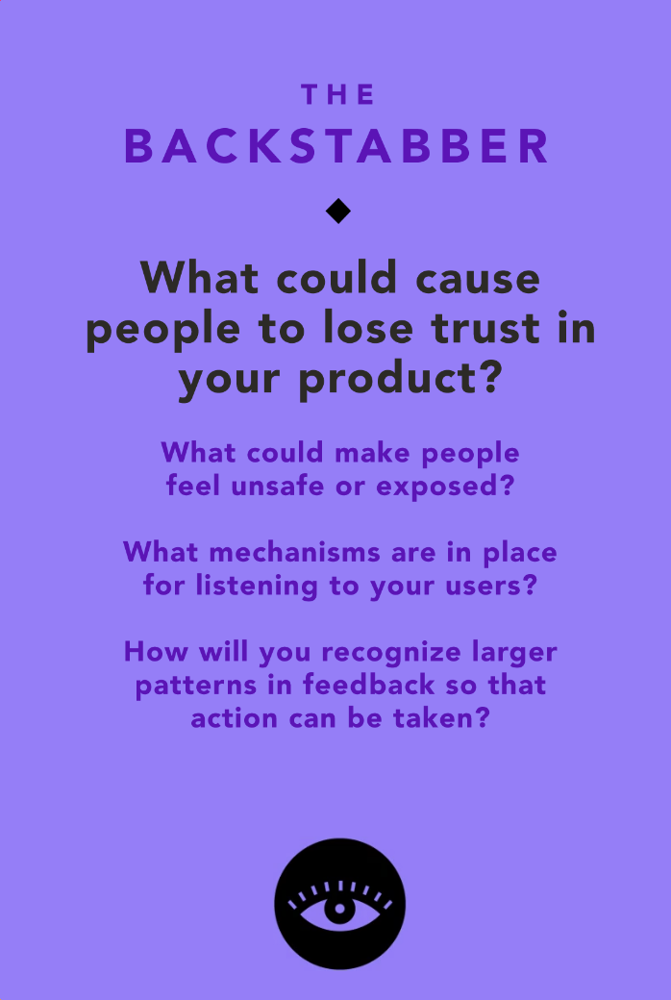 THE
BACKSTABBER
What could cause
people to lose trust in
your product?
What could make people
feel unsafe or exposed?
What mechanisms are in place
for listening to your users?
How will you recognize larger
patterns in feedback so that
action can be taken?